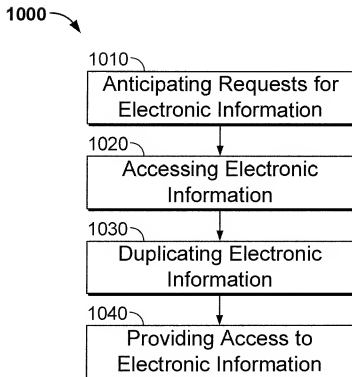 1000
1010
Anticipating Requests for
Electronic Information
1020
Accessing Electronic
Information
1030
Duplicating Electronic
Information
1040
Providing Access to
Electronic Information